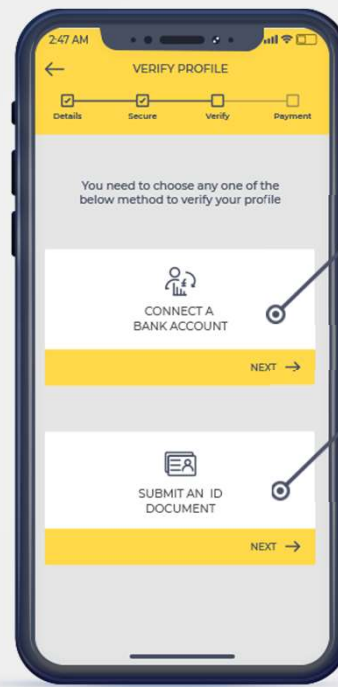 2:47 AM
VERIFY PROFILE
Details Secure Verify Payment
You need to choose any one of the
below method to verify your profile
CONNECT A
BANK ACCOUNT
NEXT →
SUBMIT AN ID
DOCUMENT
NEXT →